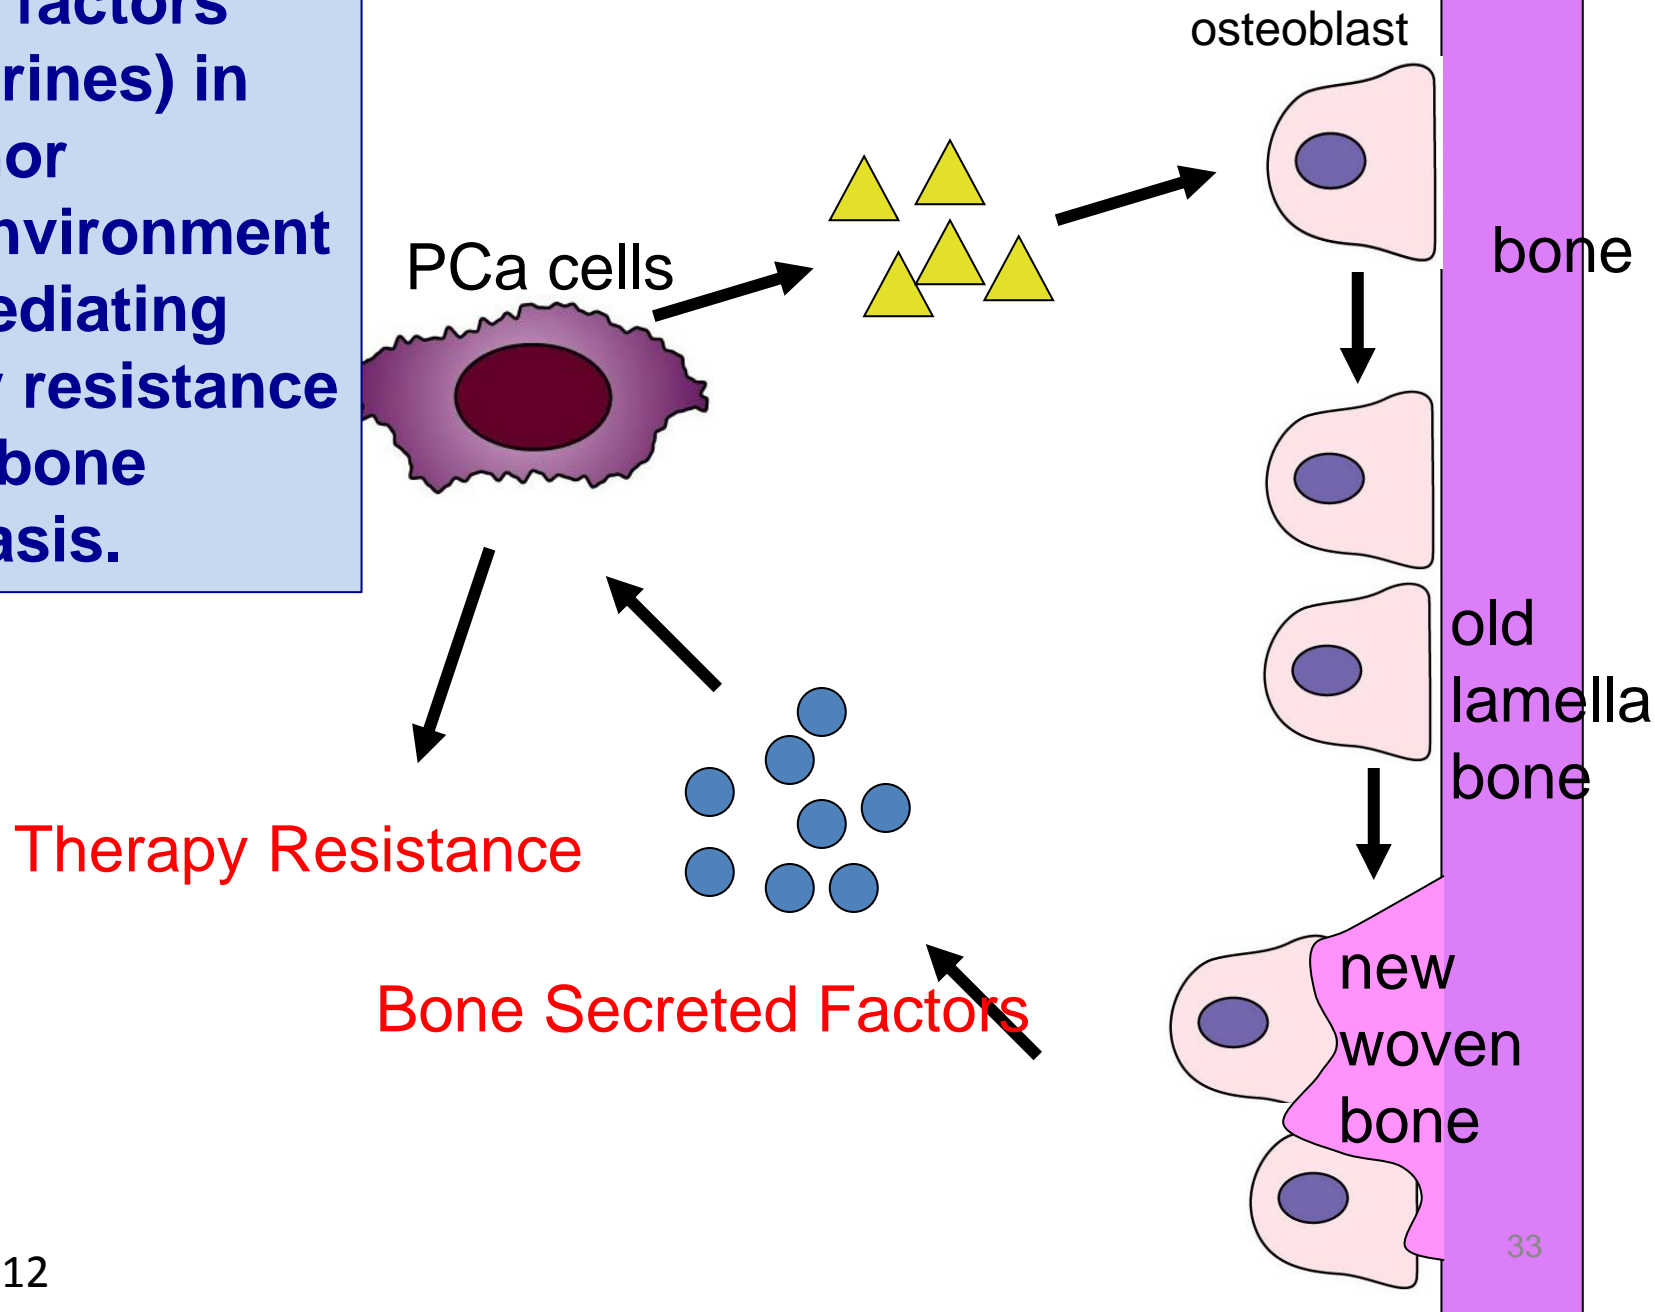 factors
rines) in
nor
nvironment
ediating
resistance
bone
asis.
osteoblast
PCa cells
bone
old
lamella
bone
Therapy Resistance
Bone Secreted Factors
new
woven
bone
33
12